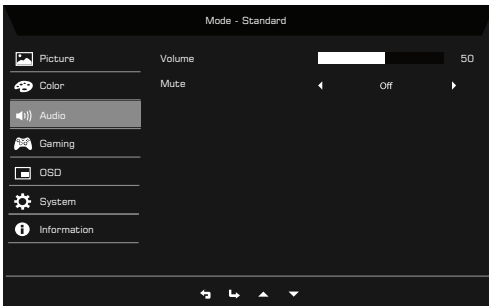 Mode - Standard
Picture
Volume 50
Color
Mute Off
Audio
Gaming
OSD
System
Information